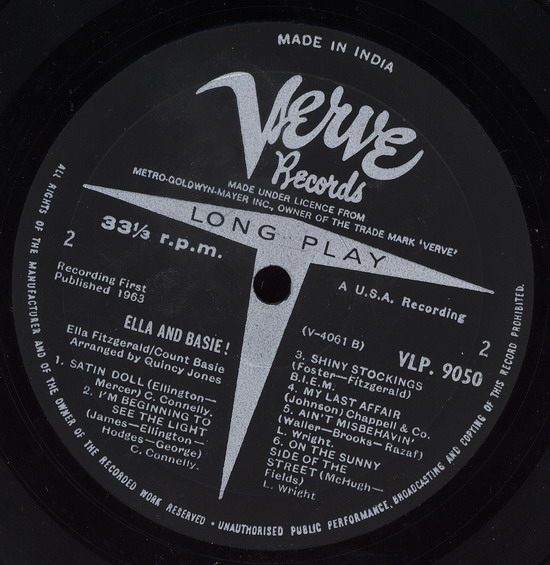 MADE IN INDIA
Verve
Records
MADE UNDER LICENCE FROM
METRO-GOLDWYN-MAYER INC., OWNER OF THE TRADE MARK 'VERVE'
LONG PLAY
33⅓ r.p.m.
A U.S.A. Recording
2
Recording First
Published 1963
(V-4061 B)
2
VLP. 9050
ELLA AND BASIE!
Ella Fitzgerald/Count Basie
Arranged by Quincy Jones
1. SATIN DOLL (Ellington—
Mercer) C. Connelly.
2. I'M BEGINNING TO
SEE THE LIGHT
(James—Ellington—
Hodges—George)
C. Connelly.
3. SHINY STOCKINGS
(Foster—Fitzgerald)
B.I.E.M.
4. MY LAST AFFAIR
(Johnson) Chappell & Co.
5. AIN'T MISBEHAVIN'
(Waller—Brooks—Razaf)
L. Wright.
6. ON THE SUNNY
SIDE OF THE
STREET (McHugh—
Fields)
L. Wright
ALL RIGHTS OF THE MANUFACTURER AND OF THE OWNER OF THE RECORDED WORK RESERVED • UNAUTHORISED PUBLIC PERFORMANCE, BROADCASTING AND COPYING OF THIS RECORD PROHIBITED.